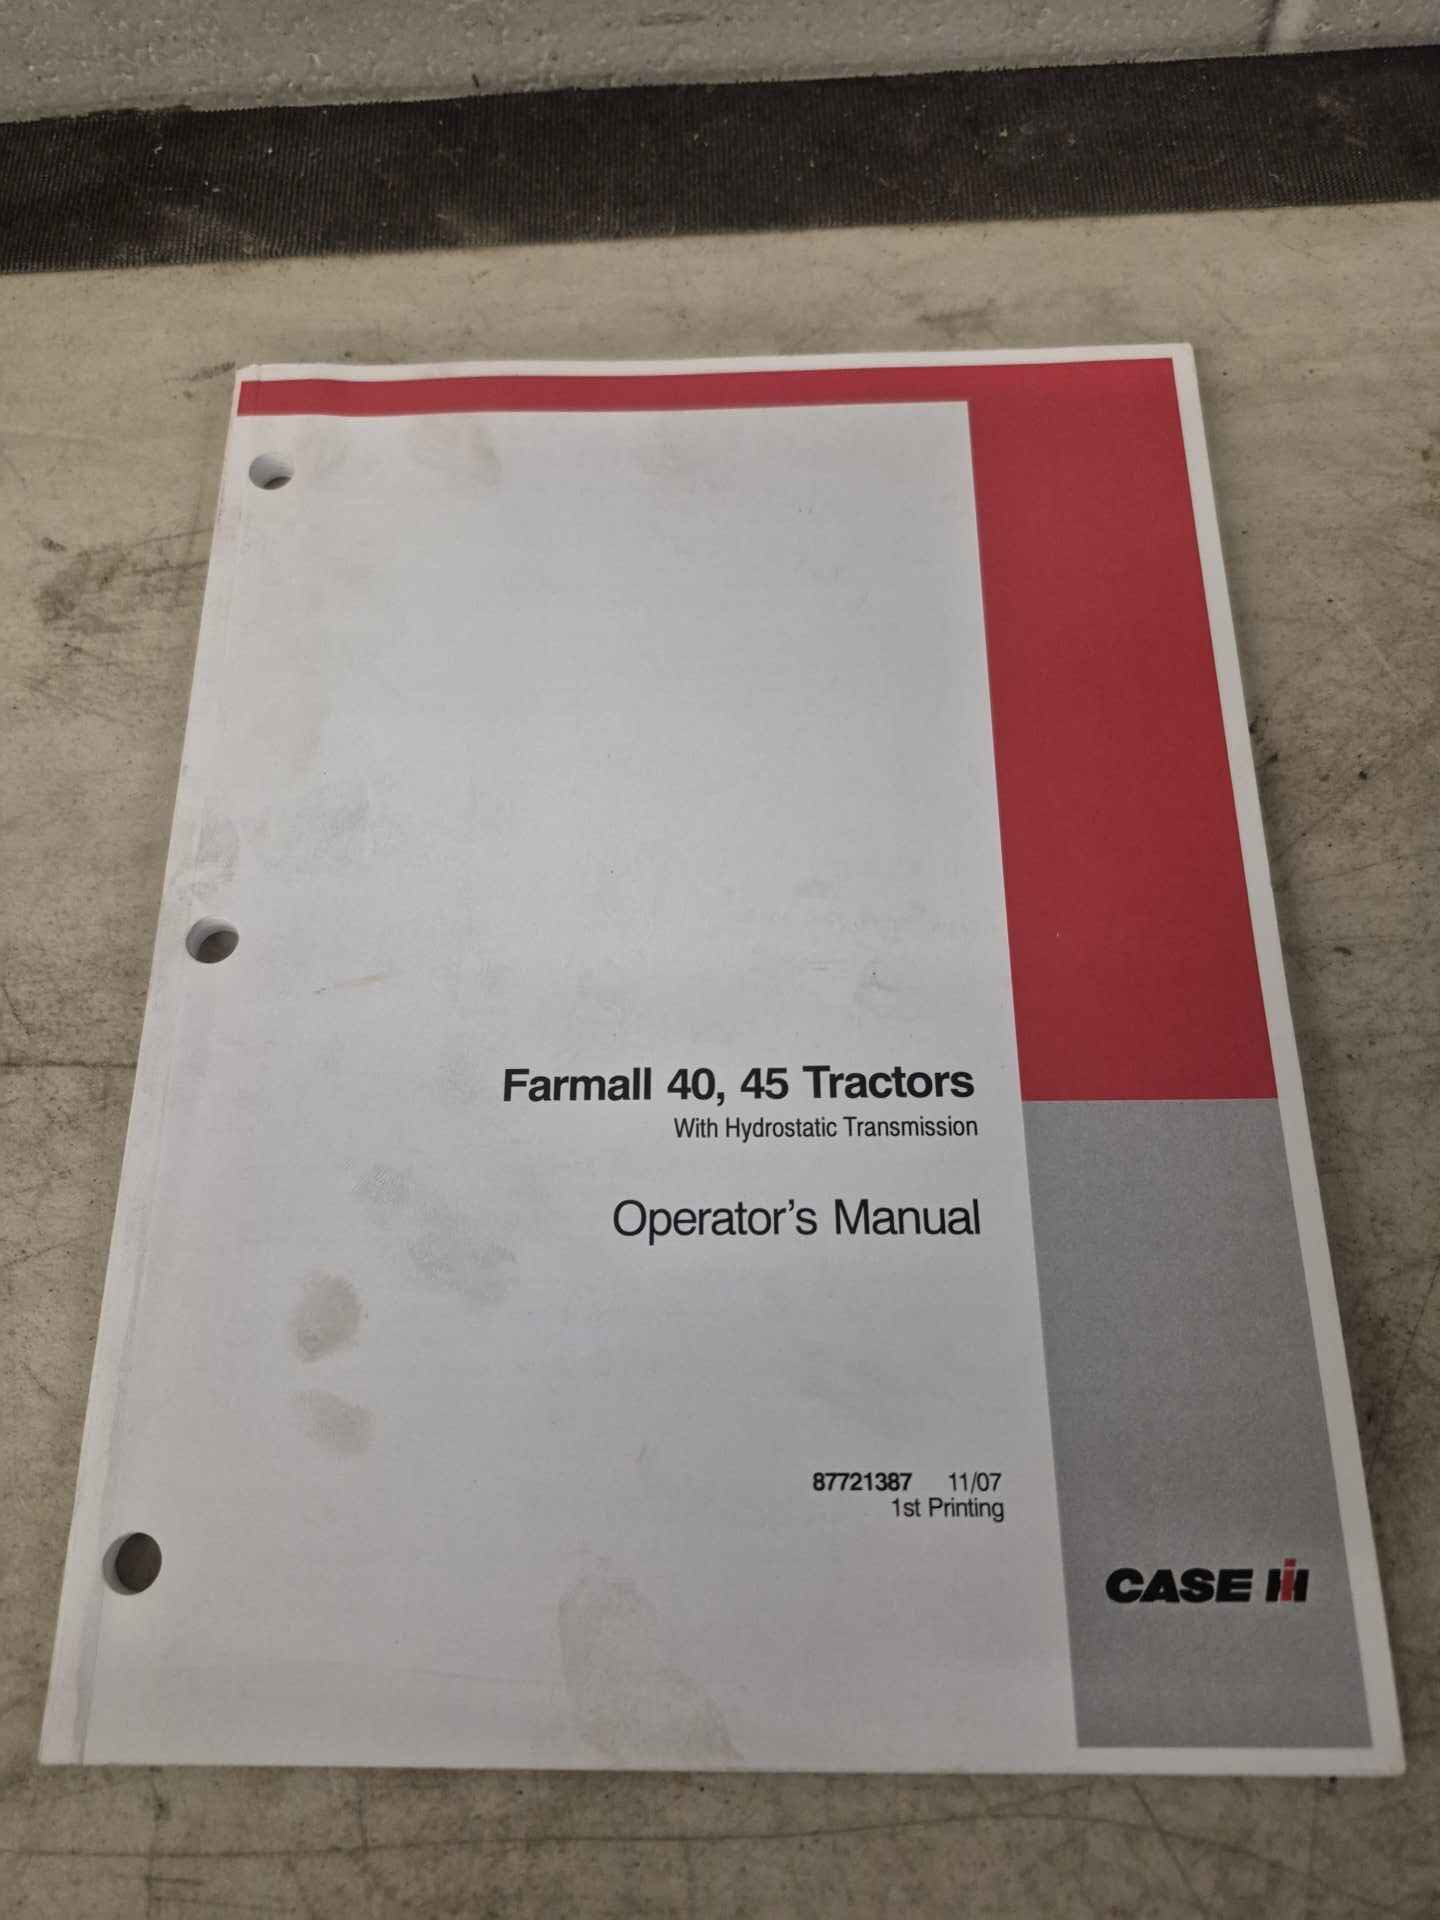 Farmall 40, 45 Tractors
With Hydrostatic Transmission
Operator's Manual
87721387 11/07
1st Printing
CASE IH